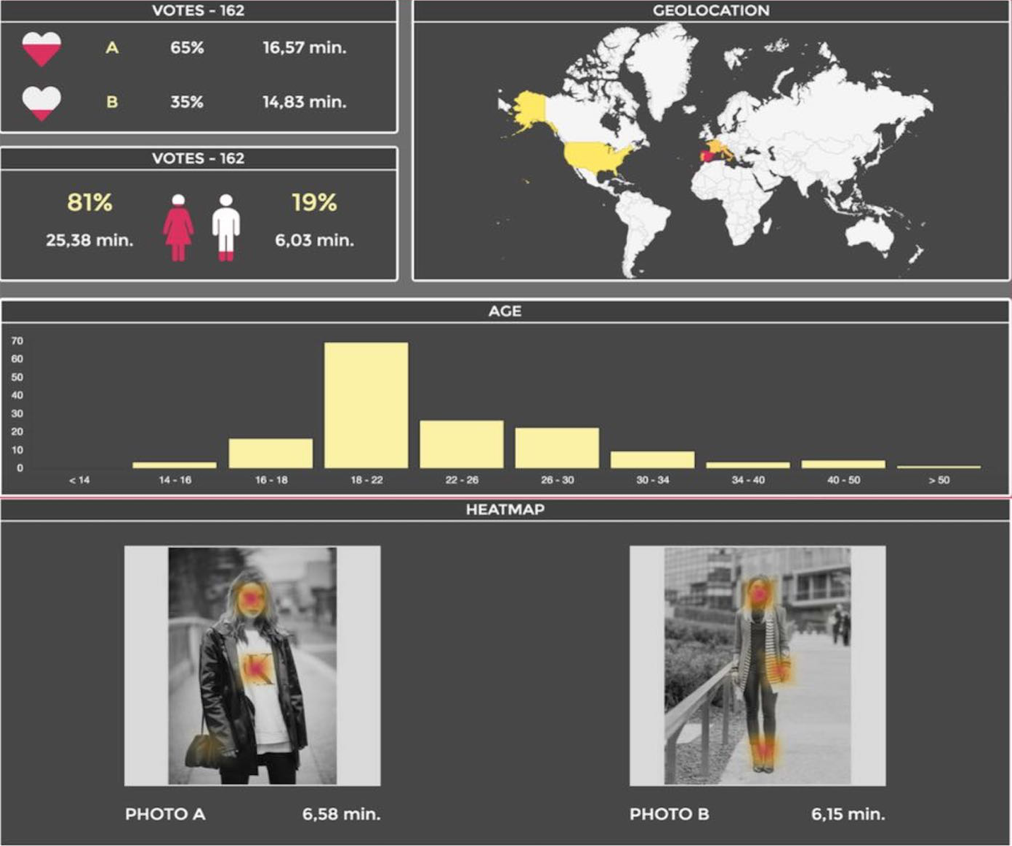 VOTES - 162
A 65% 16,57 min.
B 35% 14,83 min.
VOTES - 162
81% 19%
25,38 min. 6,03 min.
GEOLOCATION
AGE
70
60
50
40
30
20
10
0
< 14 14 - 16 16 - 18 18 - 22 22 - 26 26 - 30 30 - 34 34 - 40 40 - 50 > 50
HEATMAP
K
PHOTO A 6,58 min.
PHOTO B 6,15 min.